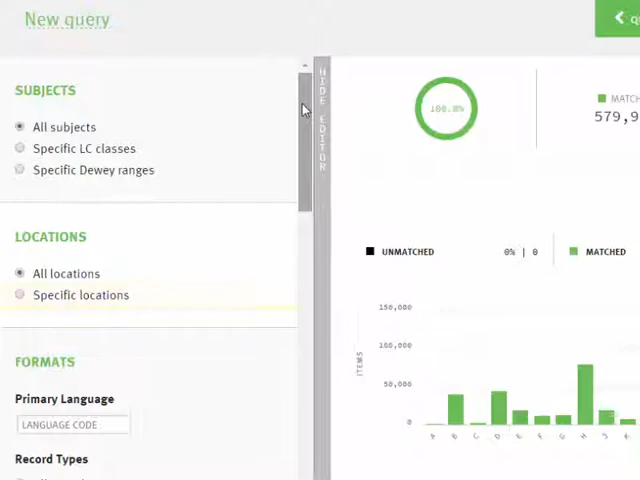 New query
SUBJECTS
All subjects
Specific LC classes
Specific Dewey ranges
LOCATIONS
All locations
Specific locations
FORMATS
Primary Language
LANGUAGE CODE
Record Types
HIDE EDITOR
100.0%
MATCH
579,9
UNMATCHED 0% | 0 MATCHED
150,000
100,000
50,000
0
ITEMS
A B C D E F G H J K